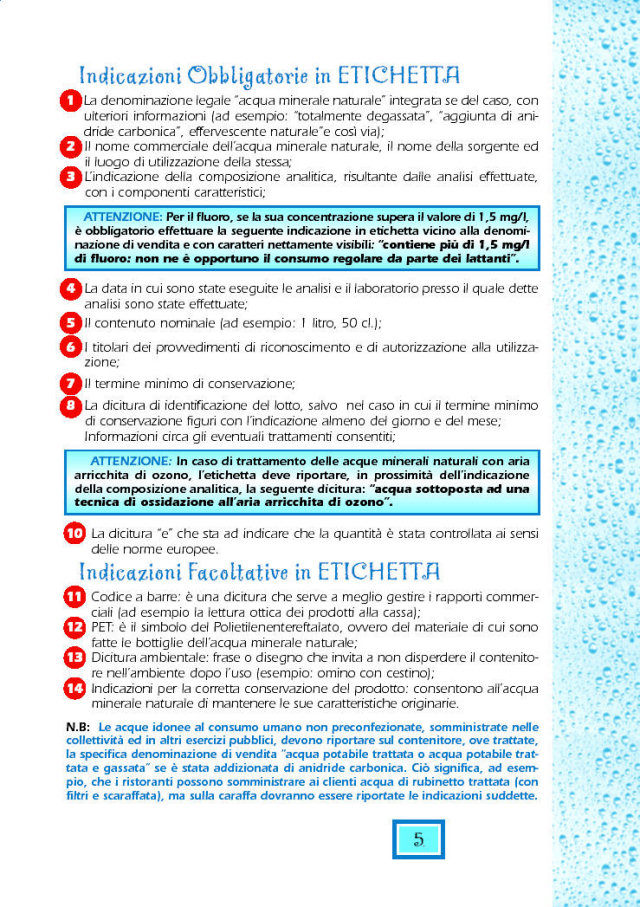 Indicazioni Obbligatorie in ETICHETTA
1 La denominazione legale "acqua minerale naturale" integrata se del caso, con
ulteriori informazioni (ad esempio: "totalmente degassata", "aggiunta di ani-
dride carbonica", effervescente naturale"e così via);
2 Il nome commerciale dell'acqua minerale naturale, il nome della sorgente ed
il luogo di utilizzazione della stessa;
3 L'indicazione della composizione analitica, risultante dalle analisi effettuate,
con i componenti caratteristici;
ATTENZIONE: Per il fluoro, se la sua concentrazione supera il valore di 1,5 mg/l,
è obbligatorio effettuare la seguente indicazione in etichetta vicino alla denomi-
nazione di vendita e con caratteri nettamente visibili: "contiene più di 1,5 mg/l
di fluoro: non ne è opportuno il consumo regolare da parte dei lattanti".
4 La data in cui sono state eseguite le analisi e il laboratorio presso il quale dette
analisi sono state effettuate;
5 Il contenuto nominale (ad esempio: 1 litro, 50 cl.);
6 I titolari dei provvedimenti di riconoscimento e di autorizzazione alla utilizza-
zione;
7 Il termine minimo di conservazione;
8 La dicitura di identificazione del lotto, salvo nel caso in cui il termine minimo
di conservazione figuri con l'indicazione almeno del giorno e del mese;
Informazioni circa gli eventuali trattamenti consentiti;
ATTENZIONE: In caso di trattamento delle acque minerali naturali con aria
arricchita di ozono, l'etichetta deve riportare, in prossimità dell'indicazione
della composizione analitica, la seguente dicitura: "acqua sottoposta ad una
tecnica di ossidazione all'aria arricchita di ozono".
10 La dicitura "e" che sta ad indicare che la quantità è stata controllata ai sensi
delle norme europee.
Indicazioni Facoltative in ETICHETTA
11 Codice a barre: è una dicitura che serve a meglio gestire i rapporti commer-
ciali (ad esempio la lettura ottica dei prodotti alla cassa);
12 PET: è il simbolo del Polietilenentereftalato, ovvero del materiale di cui sono
fatte le bottiglie dell'acqua minerale naturale;
13 Dicitura ambientale: frase o disegno che invita a non disperdere il contenito-
re nell'ambiente dopo l'uso (esempio: omino con cestino);
14 Indicazioni per la corretta conservazione del prodotto: consentono all'acqua
minerale naturale di mantenere le sue caratteristiche originarie.
N.B: Le acque idonee al consumo umano non preconfezionate, somministrate nelle
collettività ed in altri esercizi pubblici, devono riportare sul contenitore, ove trattate,
la specifica denominazione di vendita "acqua potabile trattata o acqua potabile trat-
tata e gassata" se è stata addizionata di anidride carbonica. Ciò significa, ad esem-
pio, che i ristoranti possono somministrare ai clienti acqua di rubinetto trattata (con
filtri e scaraffata), ma sulla caraffa dovranno essere riportate le indicazioni suddette.
5